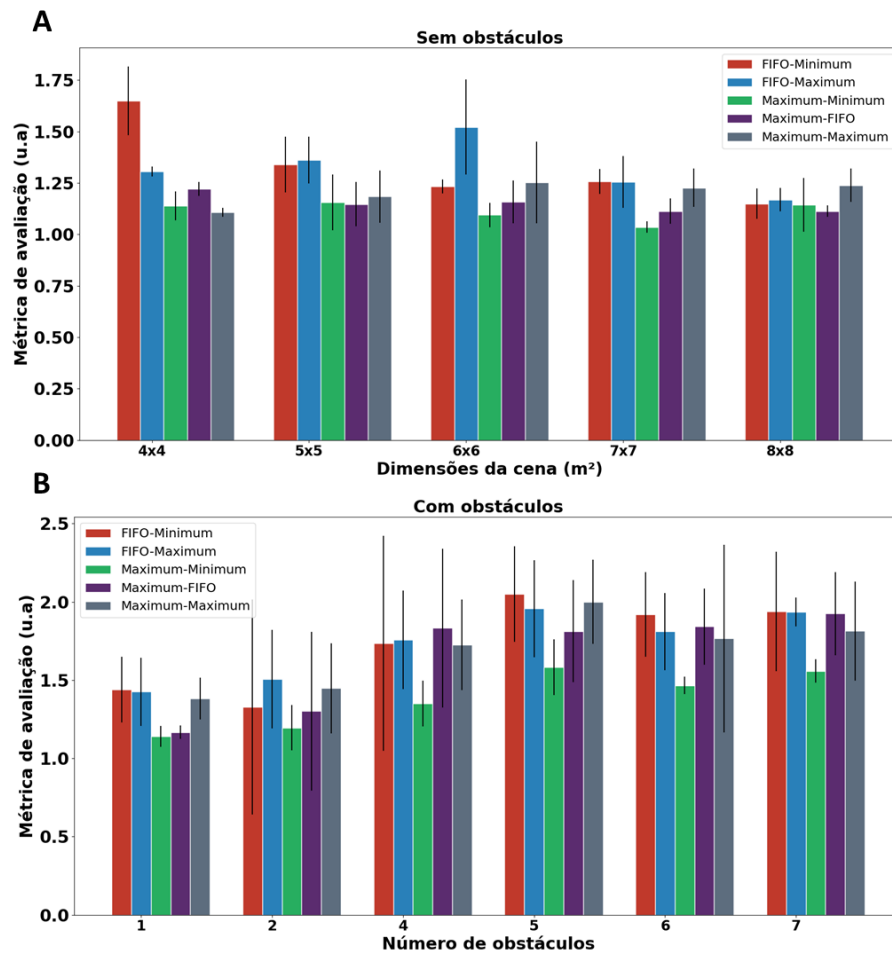 A
Sem obstáculos
Métrica de avaliação (u.a)
1.75
1.50
1.25
1.00
0.75
0.50
0.25
0.00
FIFO-Minimum
FIFO-Maximum
Maximum-Minimum
Maximum-FIFO
Maximum-Maximum
4x4 5x5 6x6 7x7 8x8
Dimensões da cena (m²)
B
Com obstáculos
Métrica de avaliação (u.a)
2.5
2.0
1.5
1.0
0.5
0.0
FIFO-Minimum
FIFO-Maximum
Maximum-Minimum
Maximum-FIFO
Maximum-Maximum
1 2 4 5 6 7
Número de obstáculos